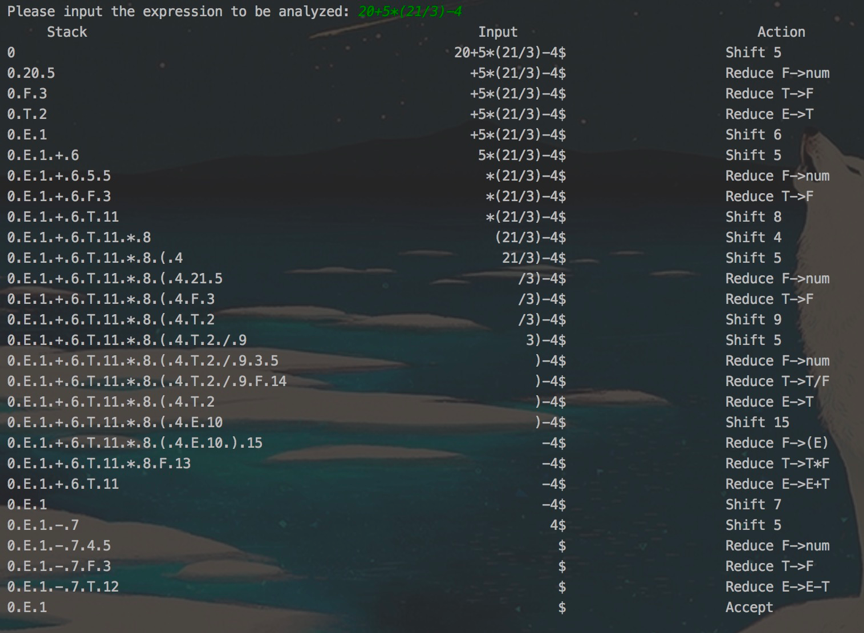 Please input the expression to be analyzed: 20+5*(21/3)-4
Stack Input Action
0 20+5*(21/3)-4$ Shift 5
0.20.5 +5*(21/3)-4$ Reduce F->num
0.F.3 +5*(21/3)-4$ Reduce T->F
0.T.2 +5*(21/3)-4$ Reduce E->T
0.E.1 +5*(21/3)-4$ Shift 6
0.E.1.+.6 5*(21/3)-4$ Shift 5
0.E.1.+.6.5.5 *(21/3)-4$ Reduce F->num
0.E.1.+.6.F.3 *(21/3)-4$ Reduce T->F
0.E.1.+.6.T.11 *(21/3)-4$ Shift 8
0.E.1.+.6.T.11.*.8 (21/3)-4$ Shift 4
0.E.1.+.6.T.11.*.8.(.4 21/3)-4$ Shift 5
0.E.1.+.6.T.11.*.8.(.4.21.5 /3)-4$ Reduce F->num
0.E.1.+.6.T.11.*.8.(.4.F.3 /3)-4$ Reduce T->F
0.E.1.+.6.T.11.*.8.(.4.T.2 /3)-4$ Shift 9
0.E.1.+.6.T.11.*.8.(.4.T.2./.9 3)-4$ Shift 5
0.E.1.+.6.T.11.*.8.(.4.T.2./.9.3.5 )-4$ Reduce F->num
0.E.1.+.6.T.11.*.8.(.4.T.2./.9.F.14 )-4$ Reduce T->T/F
0.E.1.+.6.T.11.*.8.(.4.T.2 )-4$ Reduce E->T
0.E.1.+.6.T.11.*.8.(.4.E.10 )-4$ Shift 15
0.E.1.+.6.T.11.*.8.(.4.E.10.).15 -4$ Reduce F->(E)
0.E.1.+.6.T.11.*.8.F.13 -4$ Reduce T->T*F
0.E.1.+.6.T.11 -4$ Reduce E->E+T
0.E.1 -4$ Shift 7
0.E.1.-.7 4$ Shift 5
0.E.1.-.7.4.5 $ Reduce F->num
0.E.1.-.7.F.3 $ Reduce T->F
0.E.1.-.7.T.12 $ Reduce E->E-T
0.E.1 $ Accept